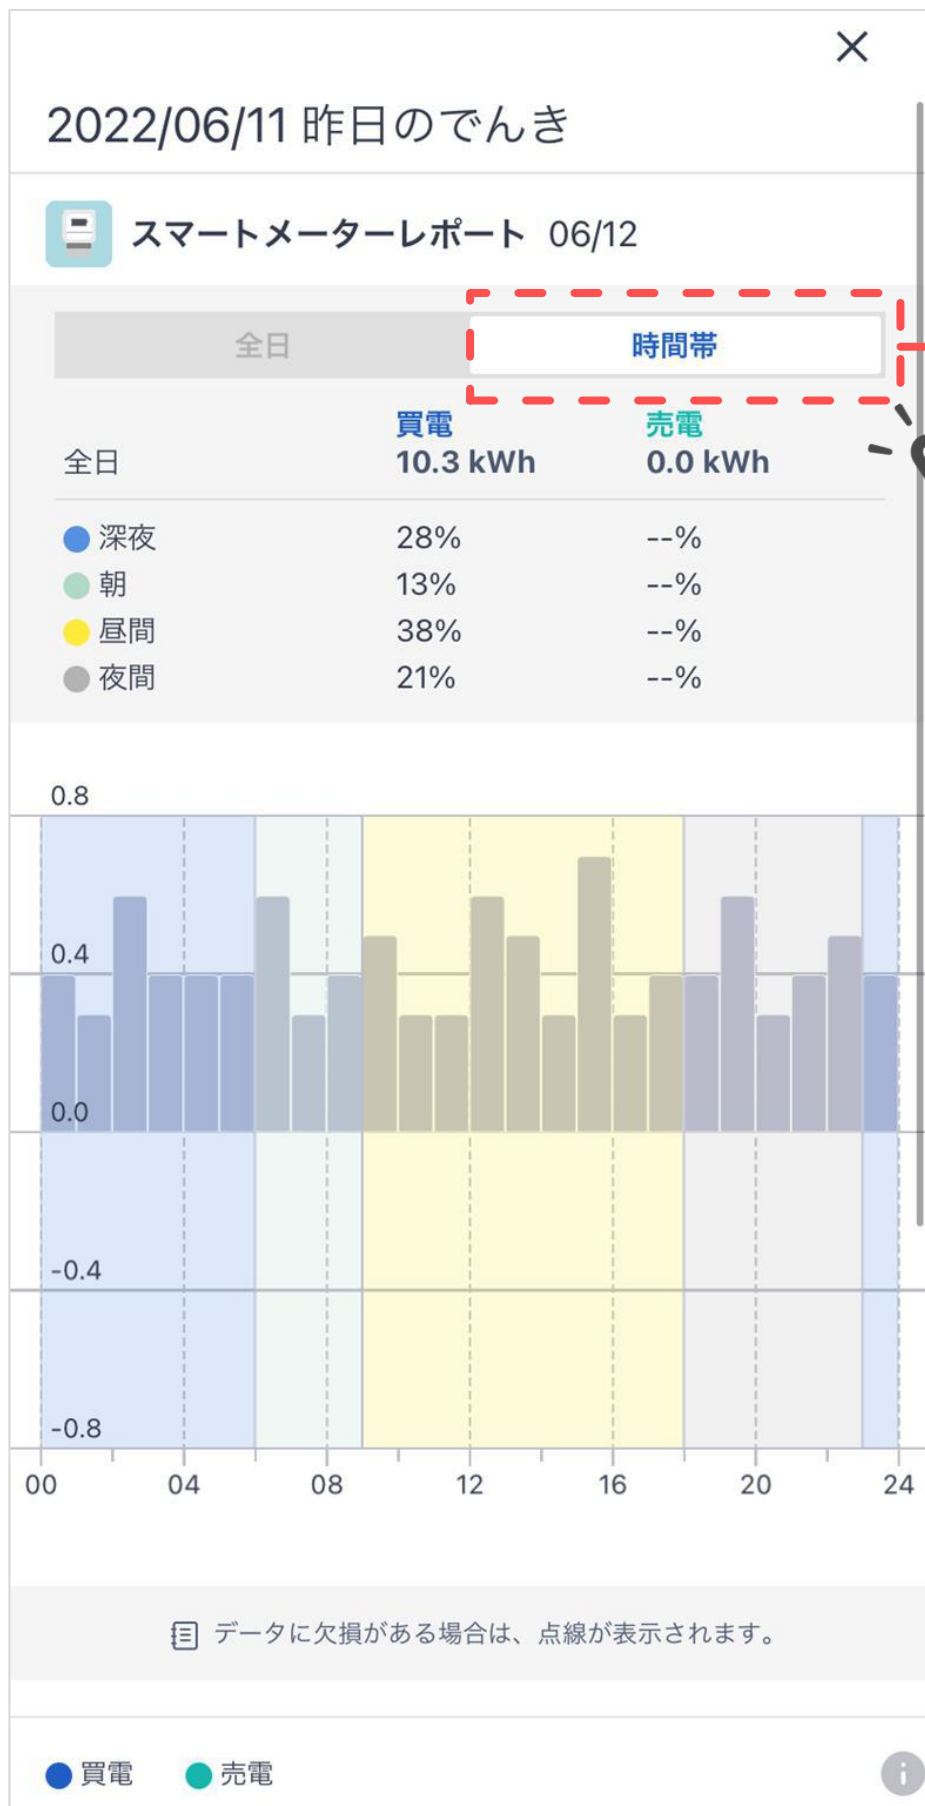 2022/06/11 昨日のでんき
スマートメーターレポート 06/12
全日 時間帯
買電 売電
全日 10.3 kWh 0.0 kWh
深夜 28% --%
朝 13% --%
昼間 38% --%
夜間 21% --%
0.8
0.4
0.0
-0.4
-0.8
00 04 08 12 16 20 24
データに欠損がある場合は、点線が表示されます。
買電 売電